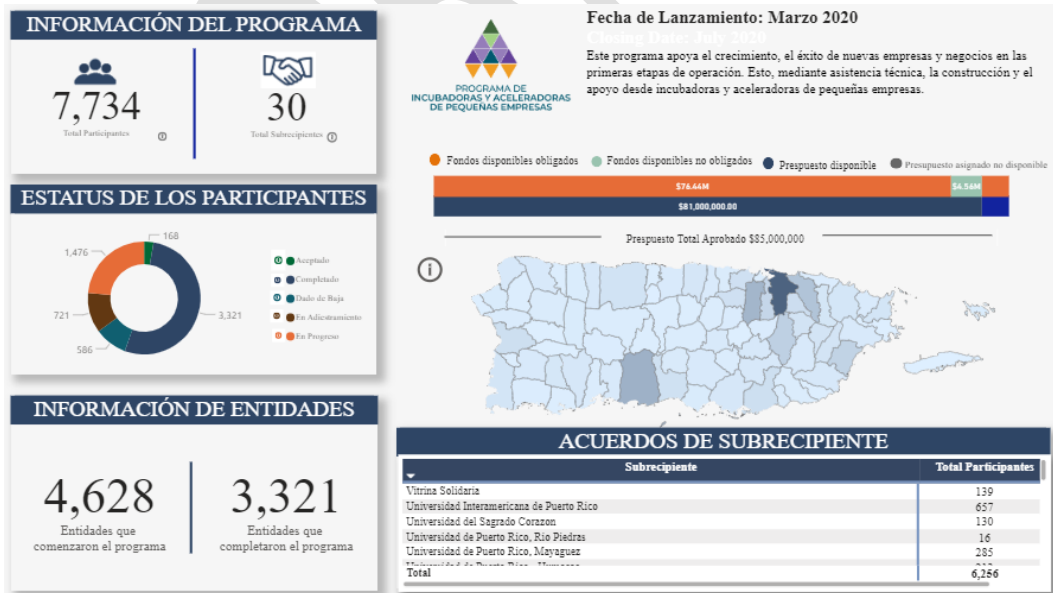 INFORMACIÓN DEL PROGRAMA
7,734
Total Participantes
30
Total Subrecipientes
ESTATUS DE LOS PARTICIPANTES
168
1,476
721
586
3,321
Aceptado
Completado
Dado de Baja
En Adiestramiento
En Progreso
INFORMACIÓN DE ENTIDADES
4,628
Entidades que
comenzaron el programa
3,321
Entidades que
completaron el programa
PROGRAMA DE
INCUBADORAS Y ACELERADORAS
DE PEQUEÑAS EMPRESAS
Fecha de Lanzamiento: Marzo 2020
Closing Date: July 2020
Este programa apoya el crecimiento, el éxito de nuevas empresas y negocios en las
primeras etapas de operación. Esto, mediante asistencia técnica, la construcción y el
apoyo desde incubadoras y aceleradoras de pequeñas empresas.
Fondos disponibles obligados
Fondos disponibles no obligados
Prespuesto disponible
Presupuesto asignado no disponible
$76.44M
$4.56M
$81,000,000.00
Prespuesto Total Aprobado $85,000,000
ACUERDOS DE SUBRECIPIENTE
Subrecipiente Total Participantes
Vitrina Solidaria 139
Universidad Interamericana de Puerto Rico 657
Universidad del Sagrado Corazon 130
Universidad de Puerto Rico, Rio Piedras 16
Universidad de Puerto Rico, Mayaguez 285
Total 6,256